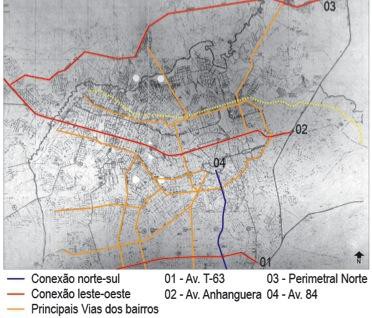 03
02
04
01
N
Conexão norte-sul 01 - Av. T-63 03 - Perimetral Norte
Conexão leste-oeste 02 - Av. Anhanguera 04 - Av. 84
Principais Vias dos bairros